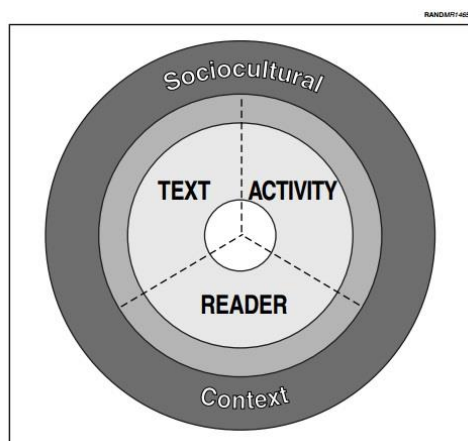 RANDMR1465
Sociocultural
TEXT ACTIVITY
READER
Context